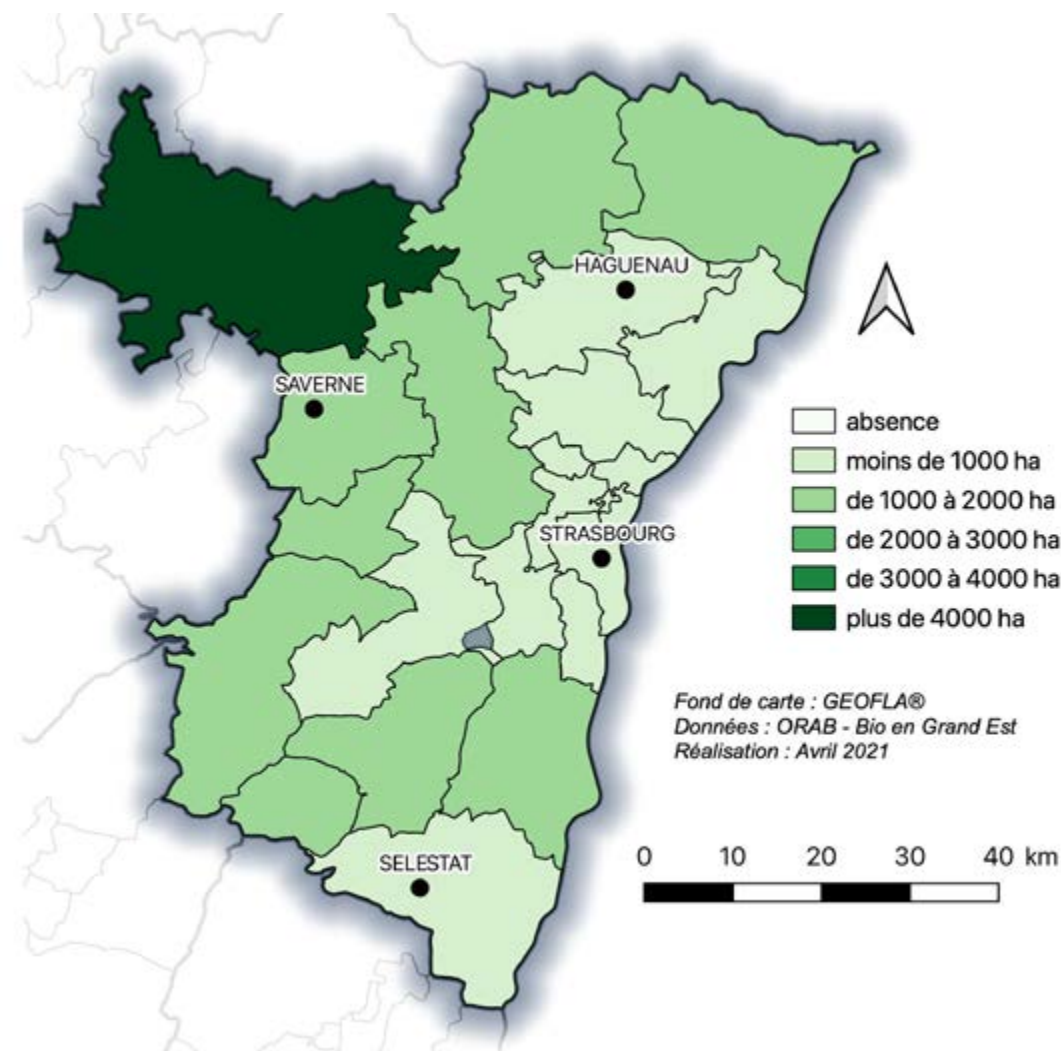 HAGUENAU
SAVERNE
STRASBOURG
SELESTAT
absence
moins de 1000 ha
de 1000 à 2000 ha
de 2000 à 3000 ha
de 3000 à 4000 ha
plus de 4000 ha
Fond de carte : GEOFLA®
Données : ORAB - Bio en Grand Est
Réalisation : Avril 2021
0 10 20 30 40 km